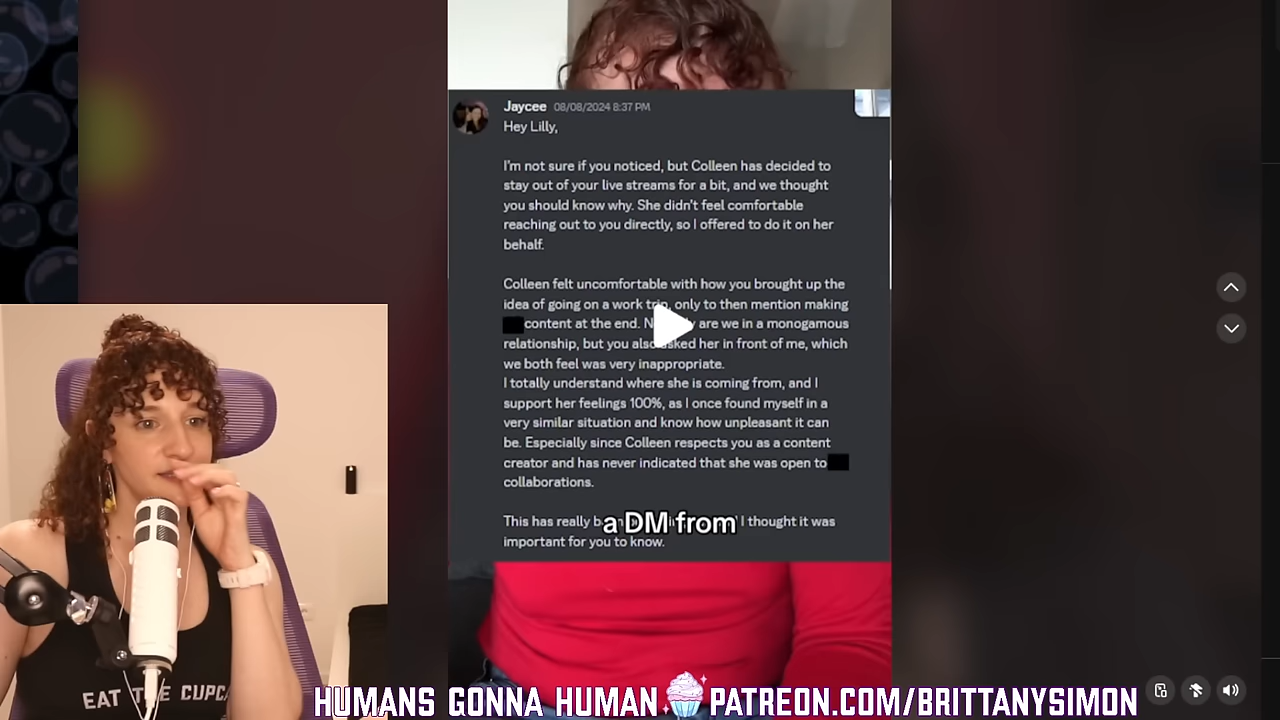 Jaycee 08/08/2024 8:37 PM
Hey Lilly,
I'm not sure if you noticed, but Colleen has decided to
stay out of your live streams for a bit, and we thought
you should know why. She didn't feel comfortable
reaching out to you directly, so I offered to do it on her
behalf.
Colleen felt uncomfortable with how you brought up the
idea of going on a work trip, only to then mention making
content at the end. are we in a monogamous
relationship, but you also asked her in front of me, which
we both feel was very inappropriate.
I totally understand where she is coming from, and I
support her feelings 100%, as I once found myself in a
very similar situation and know how unpleasant it can
be. Especially since Colleen respects you as a content
creator and has never indicated that she was open to
collaborations.
This has really I thought it was
a DM from
important for you to know.
EAT THE CUPCA
HUMANS GONNA HUMAN PATREON.COM/BRITTANYSIMON